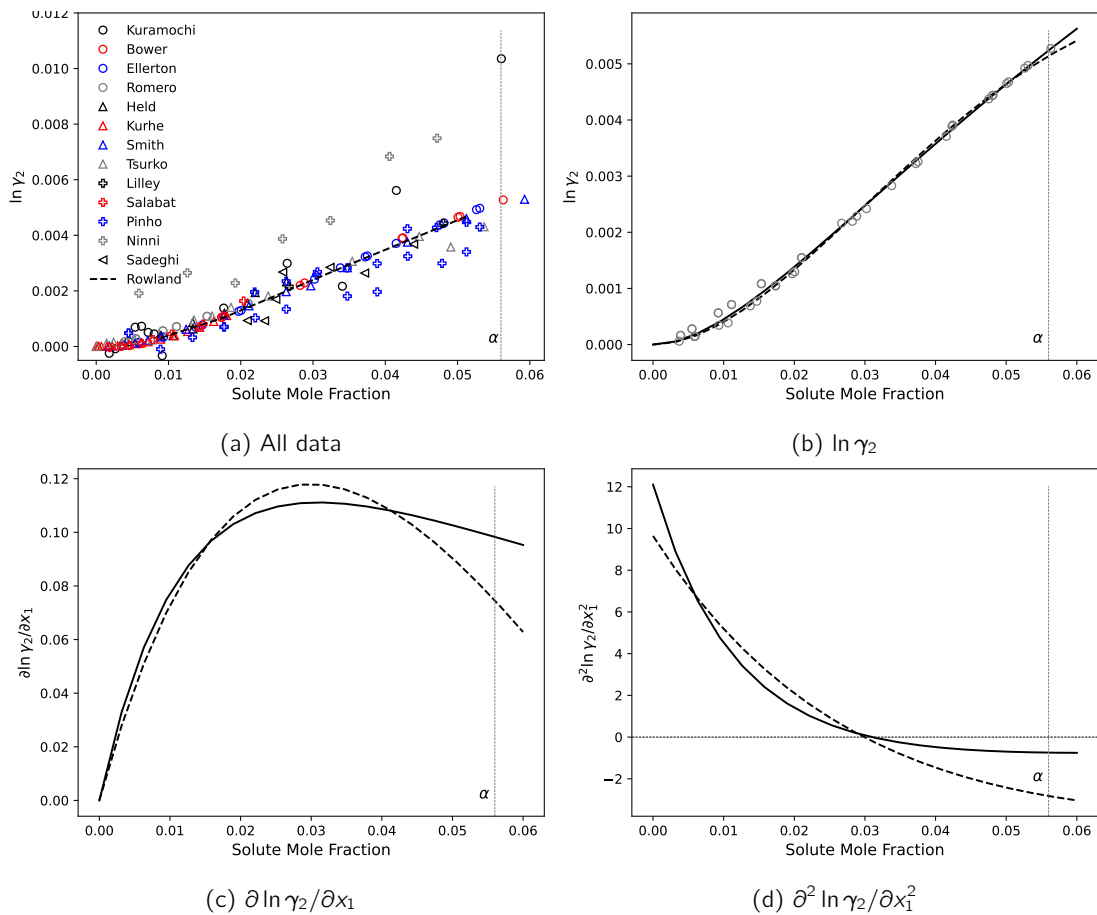 0.012
0.010
0.008
0.006
0.004
0.002
0.000
ln γ₂
Kuramochi
Bower
Ellerton
Romero
Held
Kurhe
Smith
Tsurko
Lilley
Salabat
Pinho
Ninni
Sadeghi
Rowland
α
0.00 0.01 0.02 0.03 0.04 0.05 0.06
Solute Mole Fraction
(a) All data
0.005
0.004
0.003
0.002
0.001
0.000
ln γ₂
α
0.00 0.01 0.02 0.03 0.04 0.05 0.06
Solute Mole Fraction
(b) ln γ₂
0.12
0.10
0.08
0.06
0.04
0.02
0.00
∂ln γ₂/∂x₁
α
0.00 0.01 0.02 0.03 0.04 0.05 0.06
Solute Mole Fraction
(c) ∂ ln γ₂/∂x₁
12
10
8
6
4
2
0
−2
∂²ln γ₂/∂x₁²
α
0.00 0.01 0.02 0.03 0.04 0.05 0.06
Solute Mole Fraction
(d) ∂² ln γ₂/∂x₁²